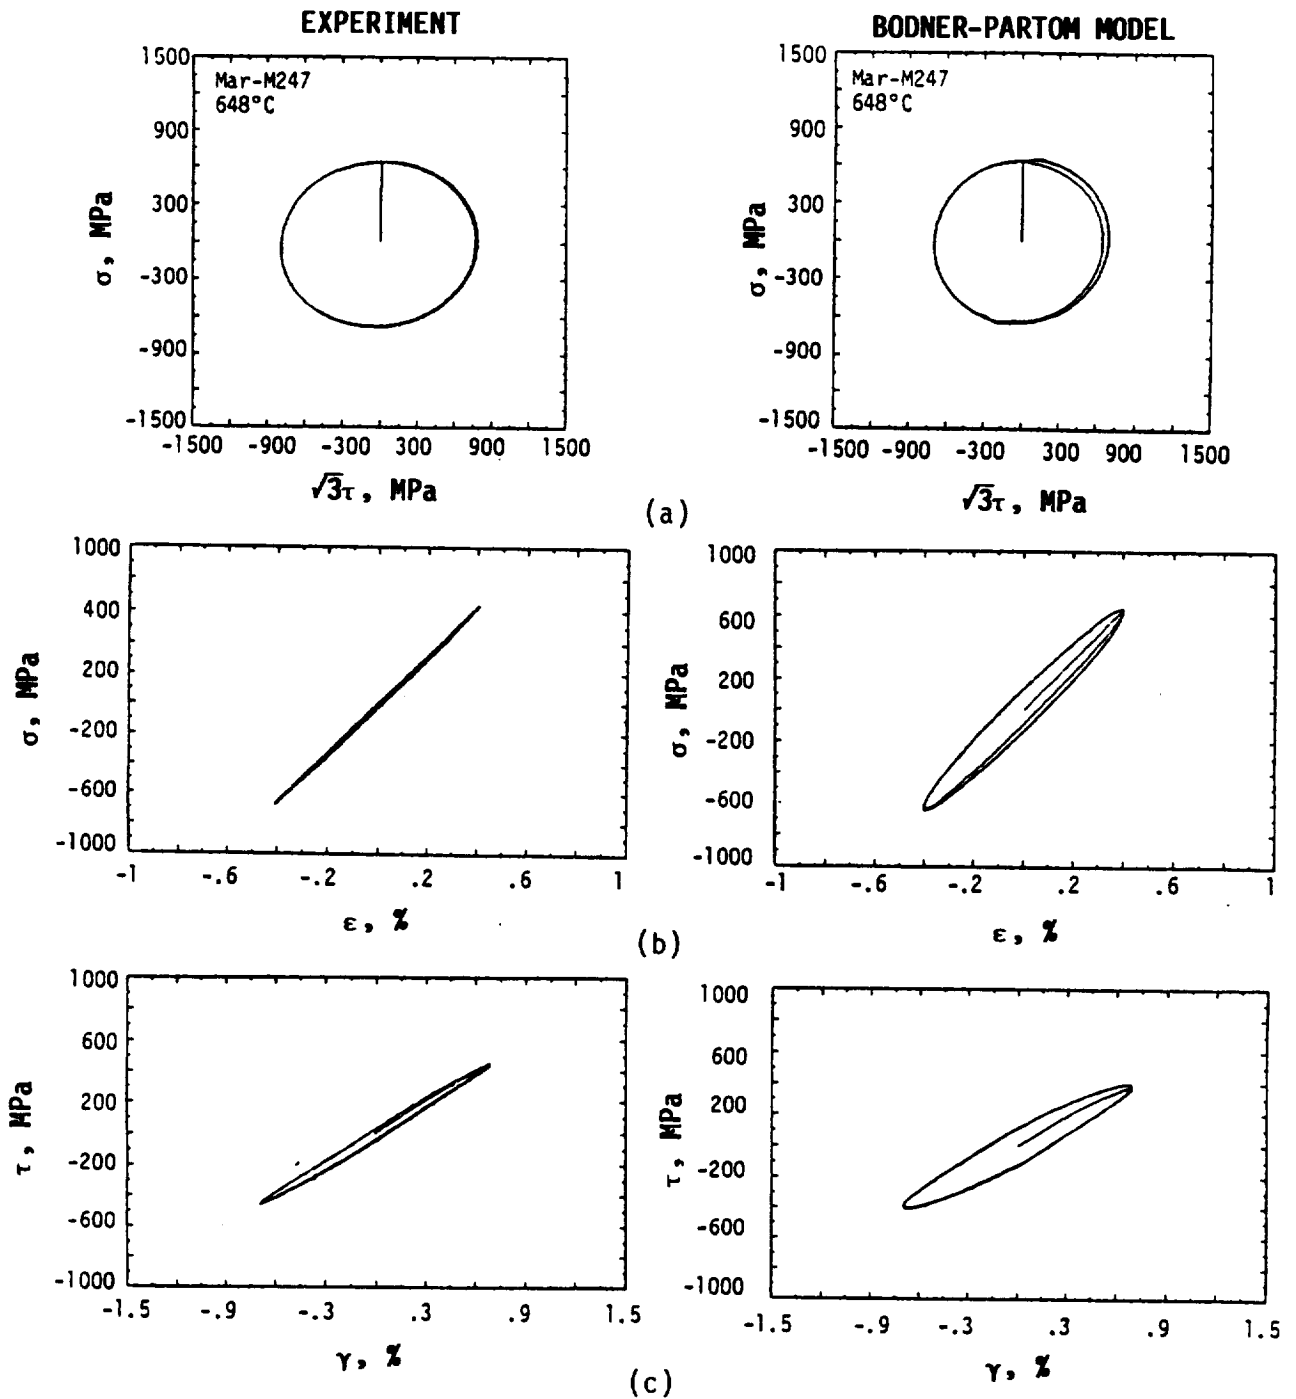 EXPERIMENT
BODNER-PARTOM MODEL
1500
900
300
-300
-900
-1500
σ, MPa
Mar-M247
648°C
-1500 -900 -300 300 900 1500
√3τ, MPa
1500
900
300
-300
-900
-1500
σ, MPa
Mar-M247
648°C
-1500 -900 -300 300 900 1500
√3τ, MPa
(a)
1000
400
200
-200
-600
-1000
σ, MPa
-1 -.6 -.2 .2 .6 1
ε, %
1000
600
200
-200
-600
-1000
σ, MPa
-1 -.6 -.2 .2 .6 1
ε, %
(b)
1000
600
200
-200
-600
-1000
τ, MPa
-1.5 -.9 -.3 .3 .9 1.5
γ, %
1000
600
200
-200
-600
-1000
τ, MPa
-1.5 -.9 -.3 .3 .9 1.5
γ, %
(c)